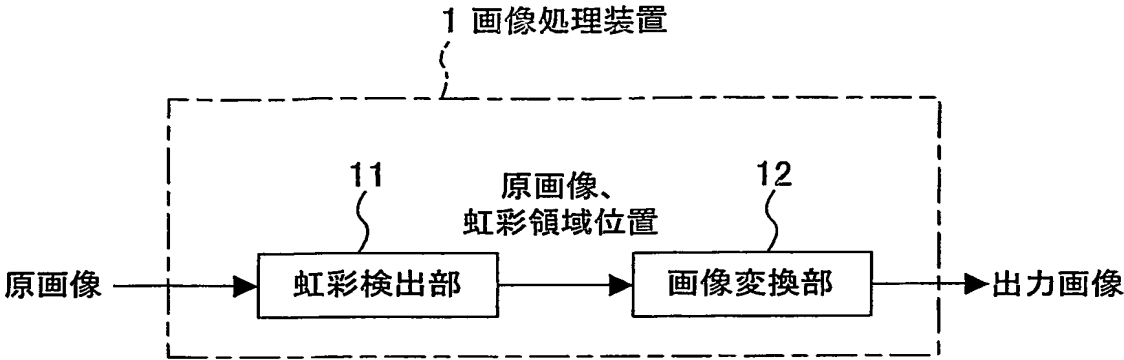 1 画像処理装置
11
原画像、
虹彩領域位置
12
原画像
虹彩検出部
画像変換部
出力画像